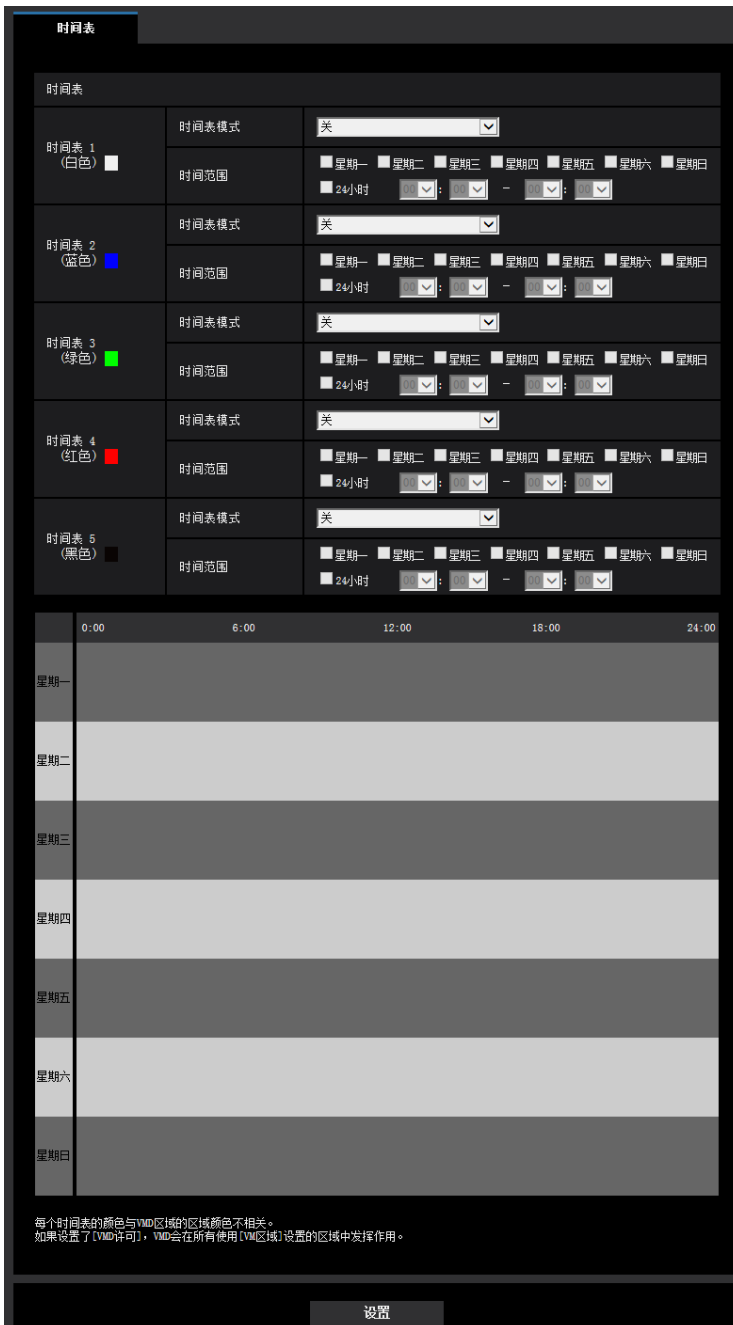 时间表
时间表
时间表 1
(白色)
时间表模式
关
时间范围
星期一 星期二 星期三 星期四 星期五 星期六 星期日
24小时 00 : 00 - 00 : 00
时间表 2
(蓝色)
时间表模式
关
时间范围
星期一 星期二 星期三 星期四 星期五 星期六 星期日
24小时 00 : 00 - 00 : 00
时间表 3
(绿色)
时间表模式
关
时间范围
星期一 星期二 星期三 星期四 星期五 星期六 星期日
24小时 00 : 00 - 00 : 00
时间表 4
(红色)
时间表模式
关
时间范围
星期一 星期二 星期三 星期四 星期五 星期六 星期日
24小时 00 : 00 - 00 : 00
时间表 5
(黑色)
时间表模式
关
时间范围
星期一 星期二 星期三 星期四 星期五 星期六 星期日
24小时 00 : 00 - 00 : 00
0:00 6:00 12:00 18:00 24:00
星期一
星期二
星期三
星期四
星期五
星期六
星期日
每个时间表的颜色与VMD区域的区域颜色不相关。
如果设置了[VMD许可]，VMD会在所有使用[VM区域]设置的区域中发挥作用。
设置